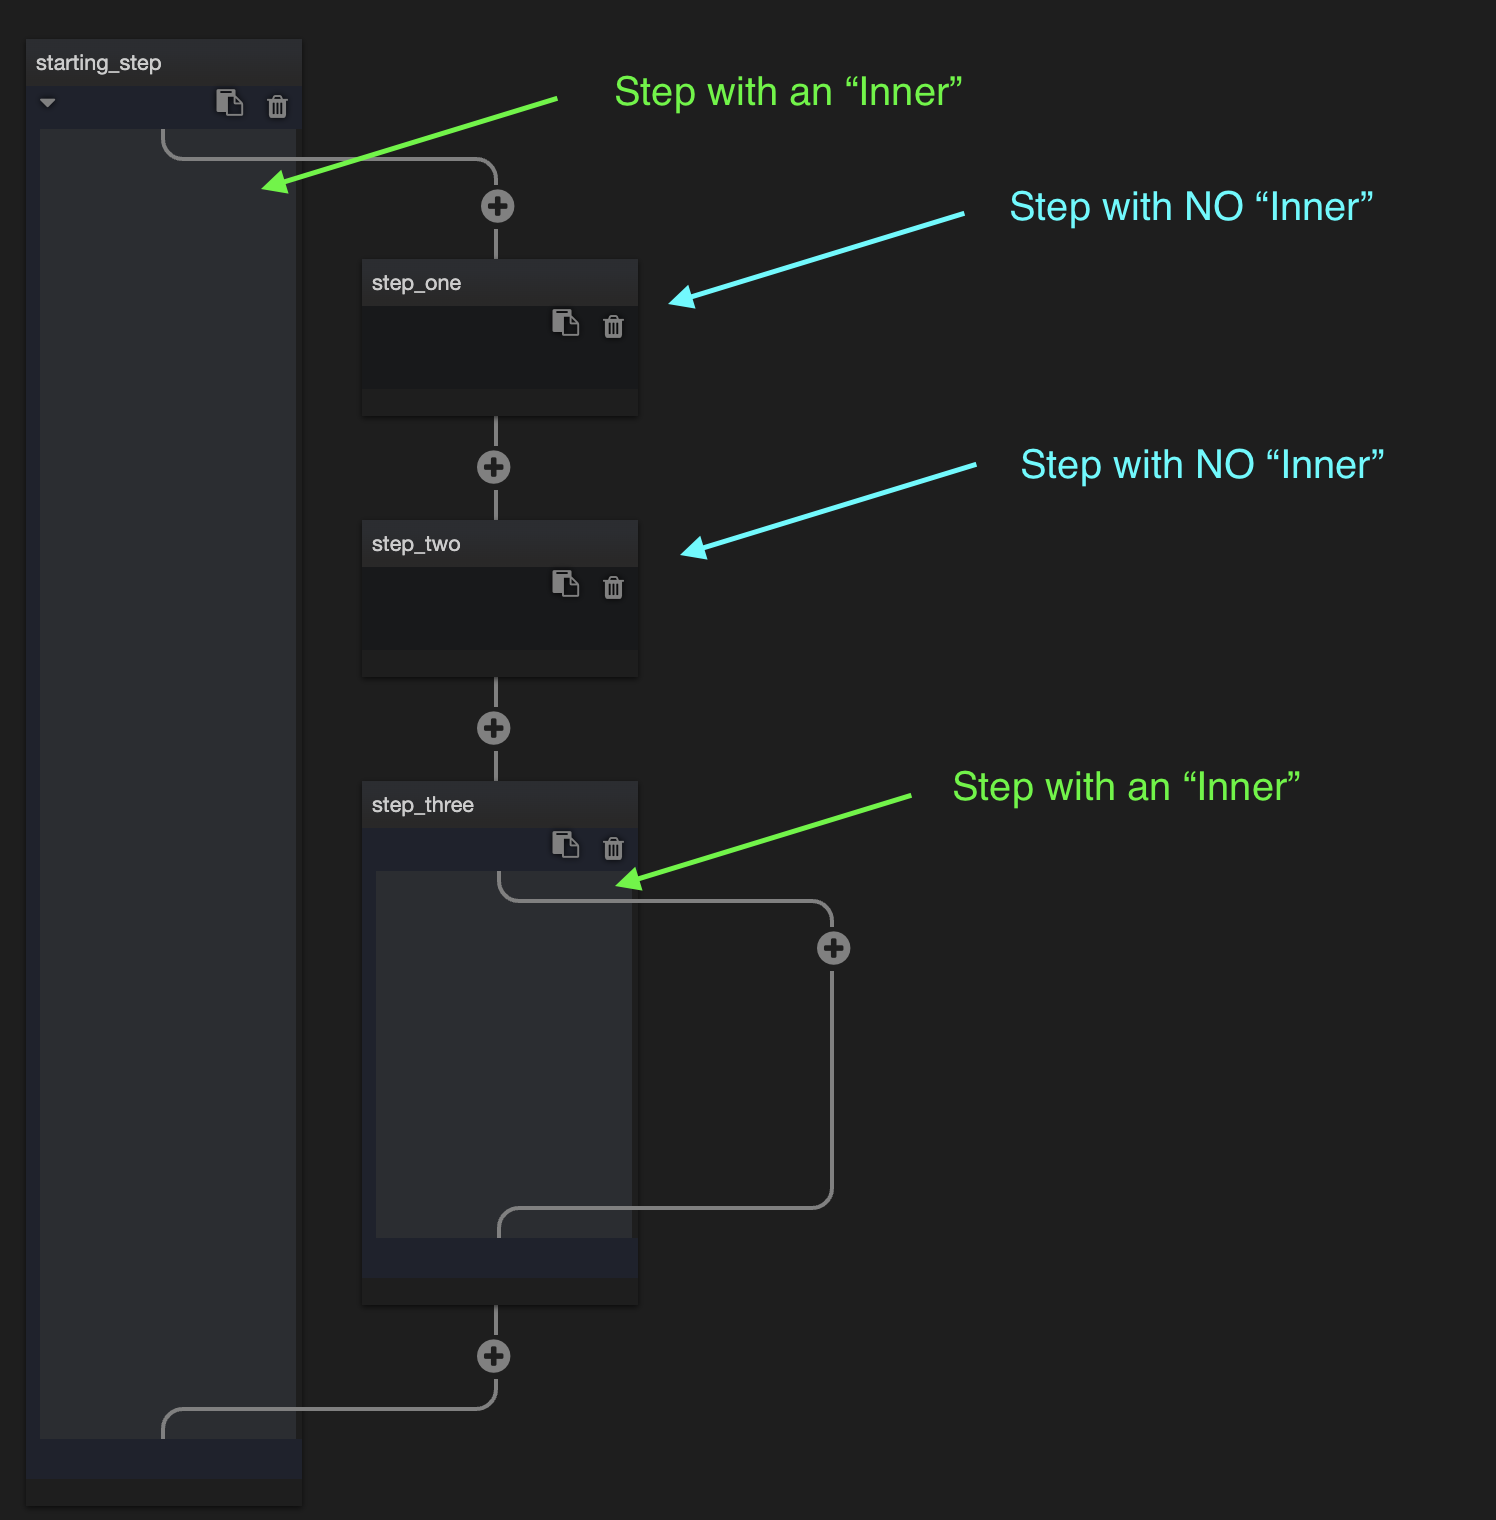 starting_step
Step with an “Inner”
Step with NO “Inner”
step_one
Step with NO “Inner”
step_two
Step with an “Inner”
step_three